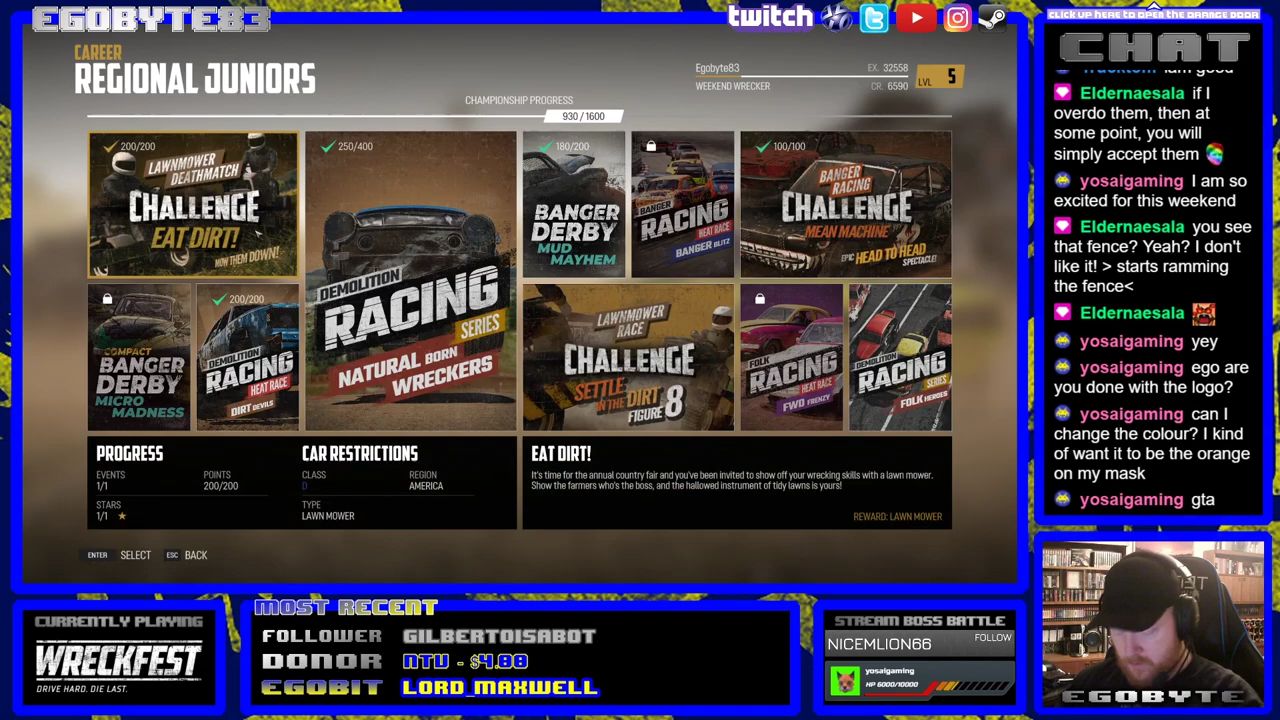 EGOBYTE83
twitch
CLICK UP HERE TO OPEN THE ORANGE DOOR
CAREER
REGIONAL JUNIORS
Egobyte83
EX. 32558
WEEKEND WRECKER
CR. 6590
LVL 5
CHAMPIONSHIP PROGRESS
930 / 1600
200/200
LAWNMOWER
DEATHMATCH
CHALLENGE
EAT DIRT!
MOW THEM DOWN!
250/400
DEMOLITION
RACING
SERIES
NATURAL BORN
WRECKERS
180/200
BANGER
DERBY
MUD
MAYHEM
BANGER
RACING
HEAT RACE
BANGER BLITZ
100/100
BANGER
RACING
CHALLENGE
MEAN MACHINE
EPIC HEAD TO HEAD
SPECTACLE!
COMPACT
BANGER
DERBY
MICRO
MADNESS
200/200
DEMOLITION
RACING
HEAT RACE
DIRT DEVILS
LAWNMOWER
RACE
CHALLENGE
SETTLE
IN THE DIRT
FIGURE 8
FOLK
RACING
HEAT RACE
FWD FRENZY
DEMOLITION
RACING
SERIES
FOLK HEROES
PROGRESS
EVENTS
1/1
POINTS
200/200
STARS
1/1
CAR RESTRICTIONS
CLASS
D
REGION
AMERICA
TYPE
LAWN MOWER
EAT DIRT!
It's time for the annual country fair and you've been invited to show off your wrecking skills with a lawn mower.
Show the farmers who's the boss, and the hallowed instrument of tidy lawns is yours!
REWARD: LAWN MOWER
ENTER SELECT ESC BACK
CHAT
Eldernaesala if I
overdo them, then at
some point, you will
simply accept them
yosaigaming I am so
excited for this weekend
Eldernaesala you see
that fence? Yeah? I don't
like it! > starts ramming
the fence<
Eldernaesala
yosaigaming yey
yosaigaming ego are
you done with the logo?
yosaigaming can I
change the colour? I kind
of want it to be the orange
on my mask
yosaigaming gta
CURRENTLY PLAYING
WRECKFEST
DRIVE HARD. DIE LAST.
MOST RECENT
FOLLOWER GILBERTOISABOT
DONOR NTU - $4.88
EGOBIT LORD_MAXWELL
STREAM BOSS BATTLE
NICEMLION66 FOLLOW
yosaigaming
HP 6000/10000
EGOBYTE